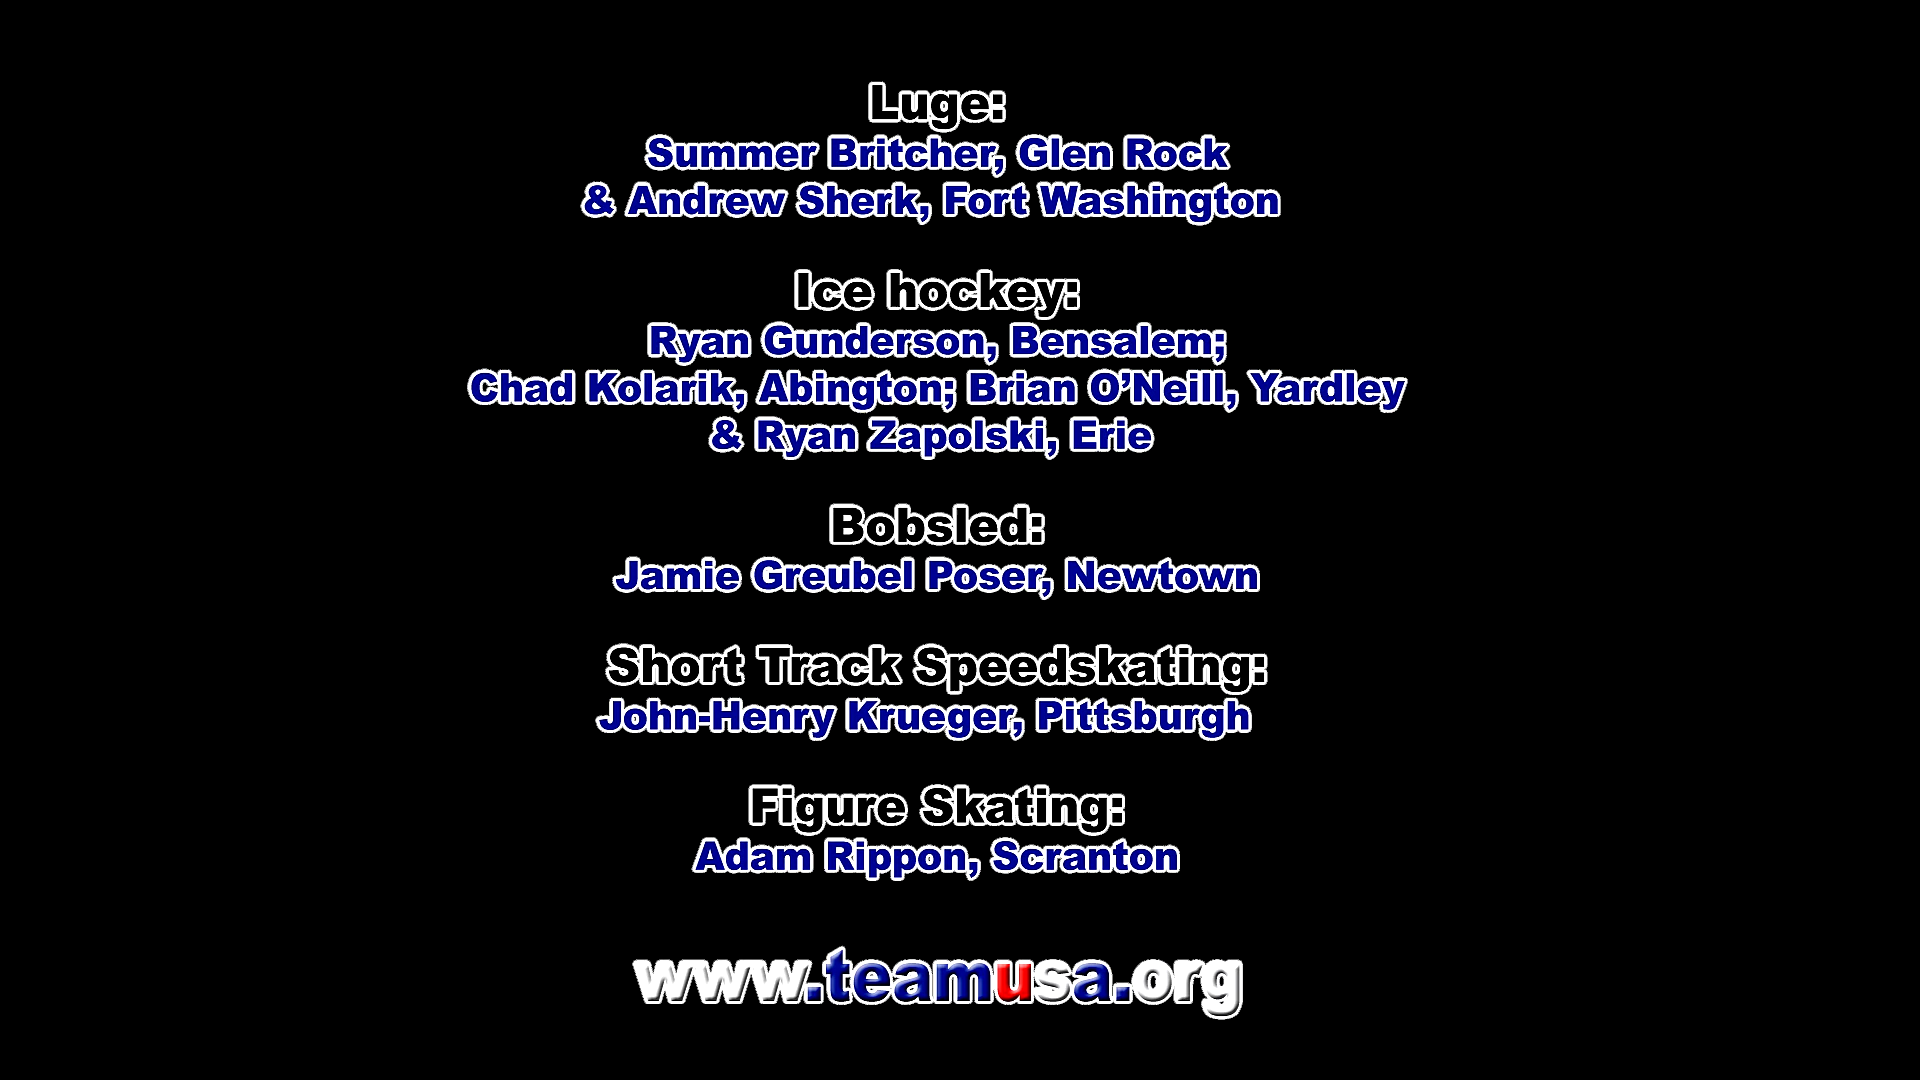 Luge:
Summer Britcher, Glen Rock
& Andrew Sherk, Fort Washington
Ice hockey:
Ryan Gunderson, Bensalem;
Chad Kolarik, Abington; Brian O’Neill, Yardley
& Ryan Zapolski, Erie
Bobsled:
Jamie Greubel Poser, Newtown
Short Track Speedskating:
John-Henry Krueger, Pittsburgh
Figure Skating:
Adam Rippon, Scranton
www.teamusa.org